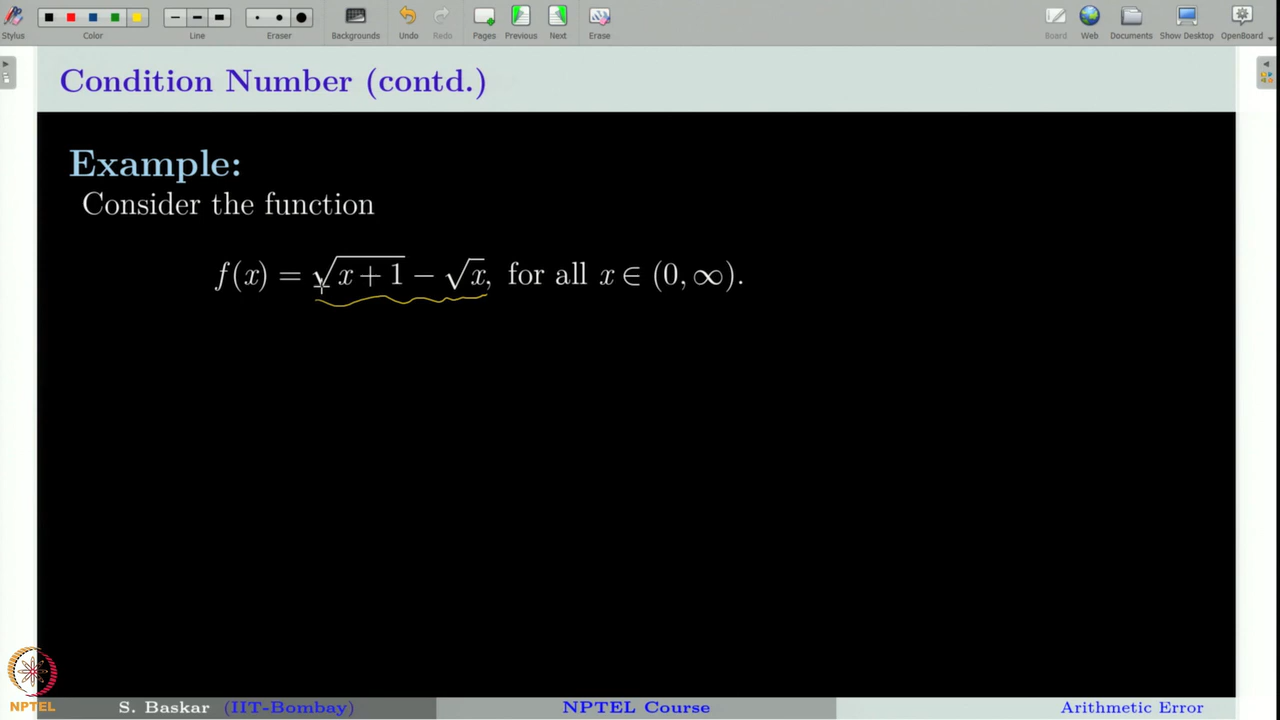 Stylus Color Line Eraser Backgrounds Undo Redo Pages Previous Next Erase Board Web Documents Show Desktop OpenBoard
Condition Number (contd.)
Example:
Consider the function
f(x) = √(x + 1) − √x, for all x ∈ (0, ∞).
NPTEL
S. Baskar (IIT-Bombay) NPTEL Course Arithmetic Error